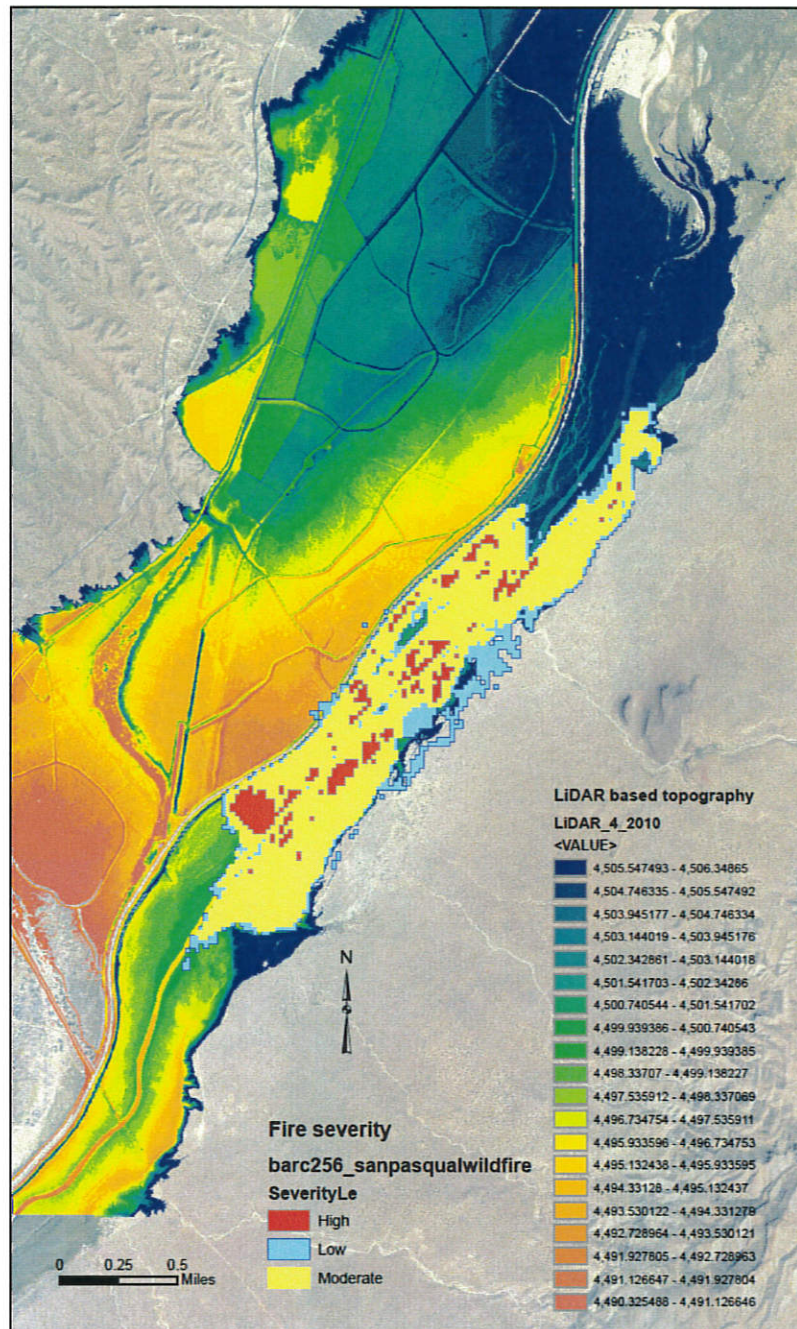 N
LiDAR based topography
LiDAR_4_2010
<VALUE>
4,505.547493 - 4,506.34865
4,504.746335 - 4,505.547492
4,503.945177 - 4,504.746334
4,503.144019 - 4,503.945176
4,502.342861 - 4,503.144018
4,501.541703 - 4,502.34286
4,500.740544 - 4,501.541702
4,499.939386 - 4,500.740543
4,499.138228 - 4,499.939385
4,498.33707 - 4,499.138227
4,497.535912 - 4,498.337069
4,496.734754 - 4,497.535911
4,495.933596 - 4,496.734753
4,495.132438 - 4,495.933595
4,494.33128 - 4,495.132437
4,493.530122 - 4,494.331279
4,492.728964 - 4,493.530121
4,491.927805 - 4,492.728963
4,491.126647 - 4,491.927804
4,490.325488 - 4,491.126646
Fire severity
barc256_sanpasqualwildfire
SeverityLe
High
Low
Moderate
0 0.25 0.5
Miles